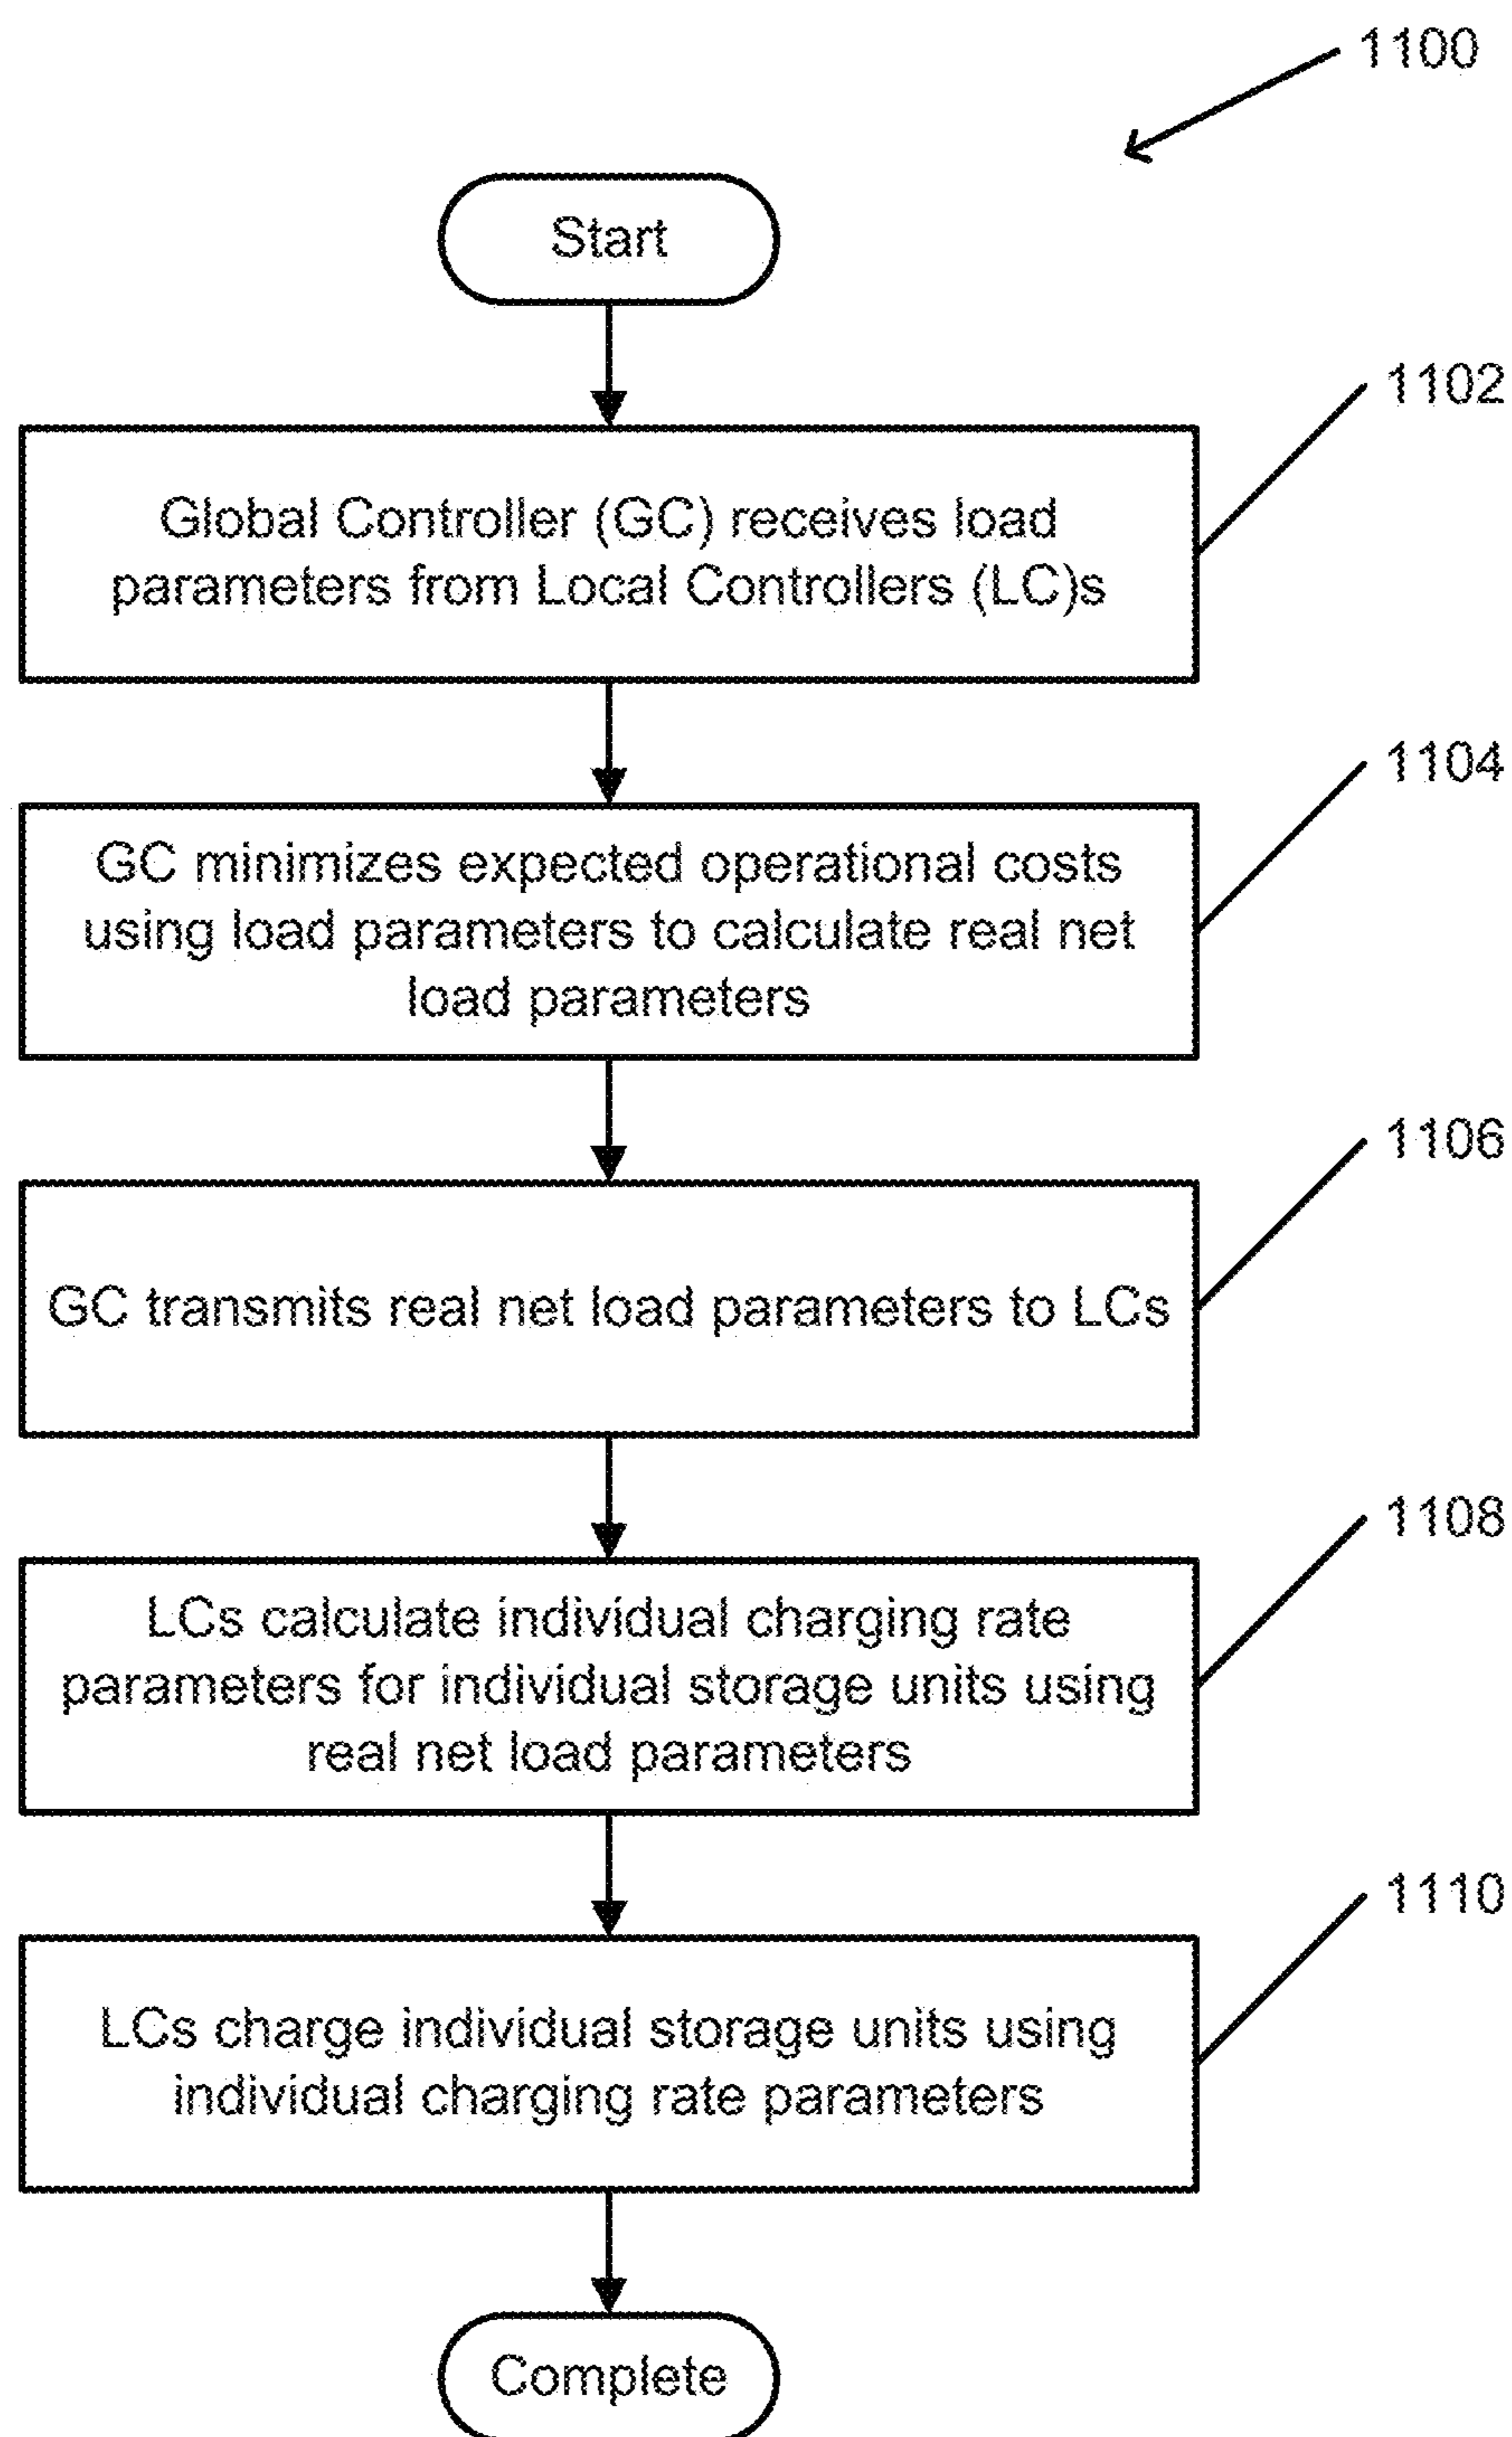 1100
Start
1102
Global Controller (GC) receives load
parameters from Local Controllers (LC)s
1104
GC minimizes expected operational costs
using load parameters to calculate real net
load parameters
1106
GC transmits real net load parameters to LCs
1108
LCs calculate individual charging rate
parameters for individual storage units using
real net load parameters
1110
LCs charge individual storage units using
individual charging rate parameters
Complete